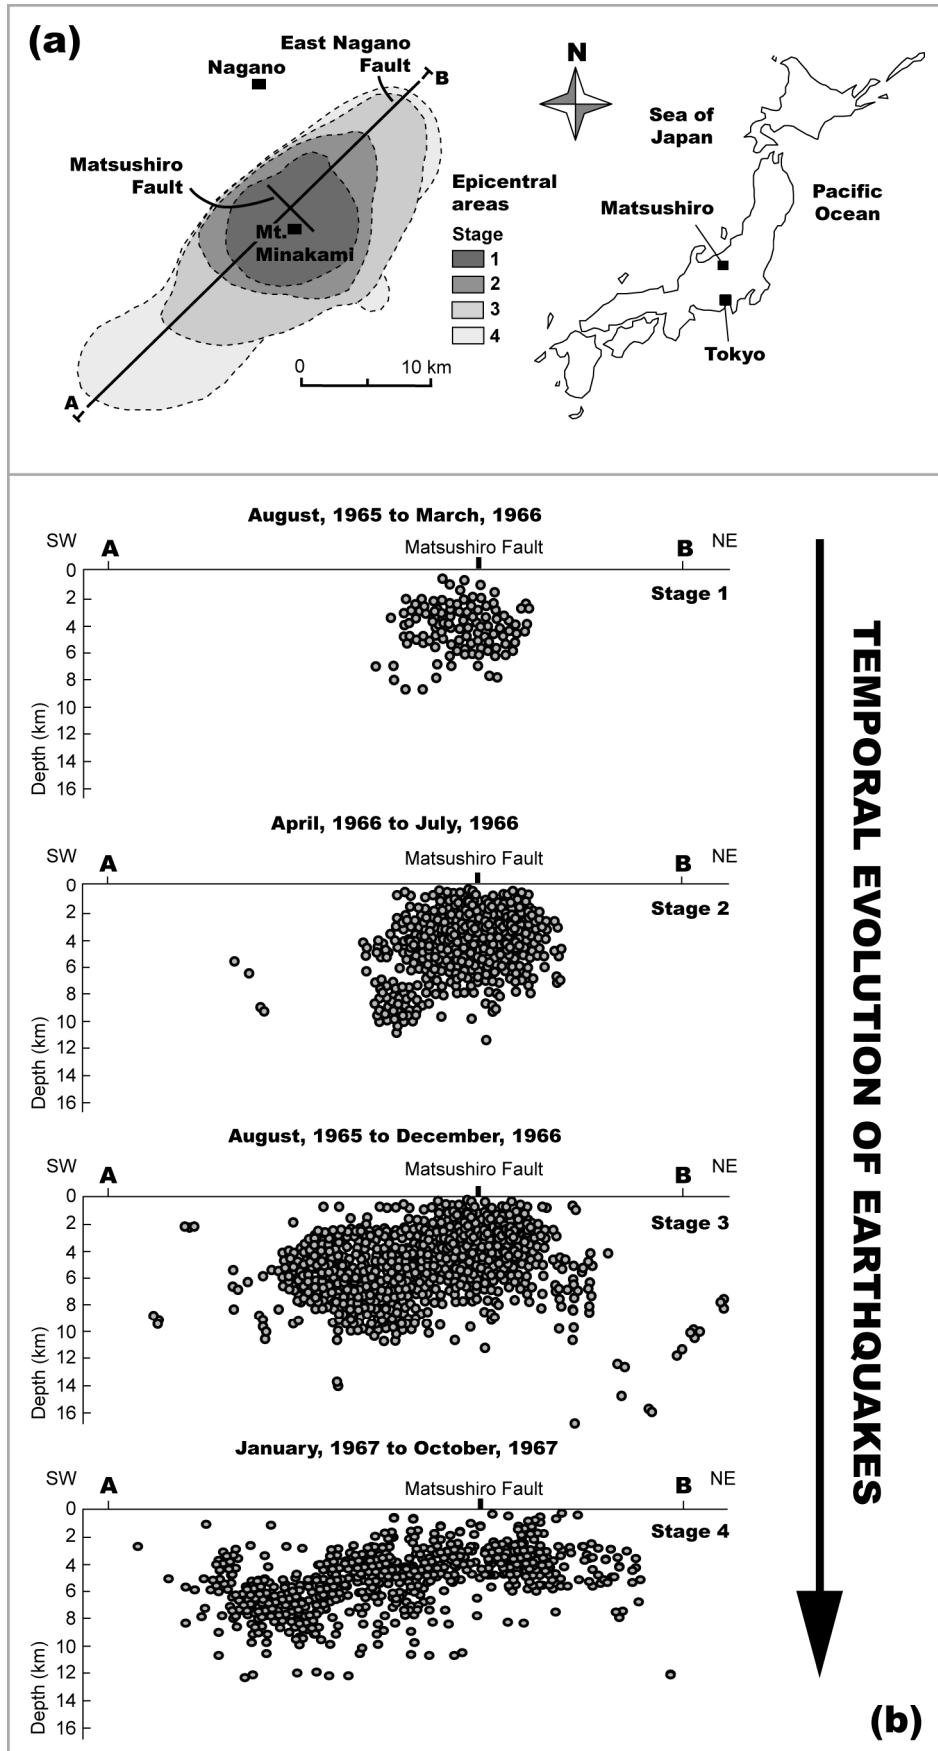 (a)
East Nagano
Fault
B
Nagano
Matsushiro
Fault
Mt.
Minakami
A
0 10 km
Epicentral
areas
Stage
1
2
3
4
N
Sea of
Japan
Pacific
Ocean
Matsushiro
Tokyo
August, 1965 to March, 1966
SW A Matsushiro Fault B NE
Stage 1
0
2
4
6
8
10
12
14
16
Depth (km)
April, 1966 to July, 1966
SW A Matsushiro Fault B NE
Stage 2
0
2
4
6
8
10
12
14
16
Depth (km)
August, 1965 to December, 1966
SW A Matsushiro Fault B NE
Stage 3
0
2
4
6
8
10
12
14
16
Depth (km)
January, 1967 to October, 1967
SW A Matsushiro Fault B NE
Stage 4
0
2
4
6
8
10
12
14
16
Depth (km)
TEMPORAL EVOLUTION OF EARTHQUAKES
(b)